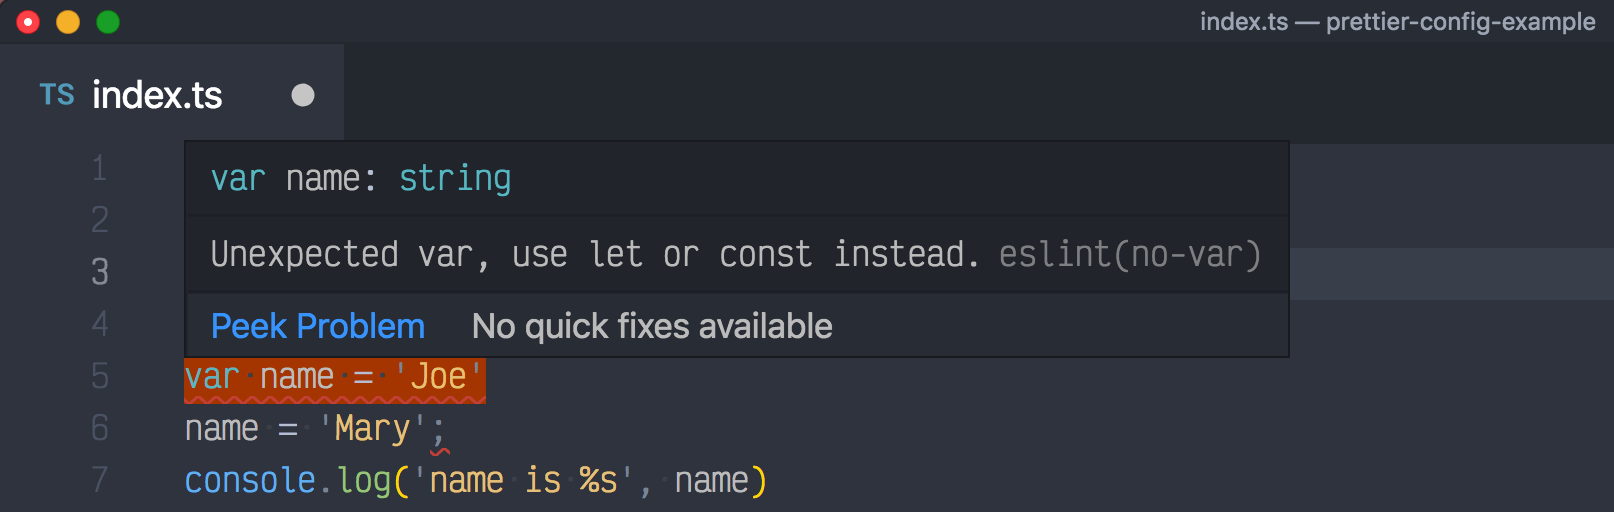 index.ts — prettier-config-example
TS index.ts
1
var name: string
2
Unexpected var, use let or const instead. eslint(no-var)
3
4
Peek Problem No quick fixes available
5 var name = 'Joe'
6 name = 'Mary';
7 console.log('name is %s', name)